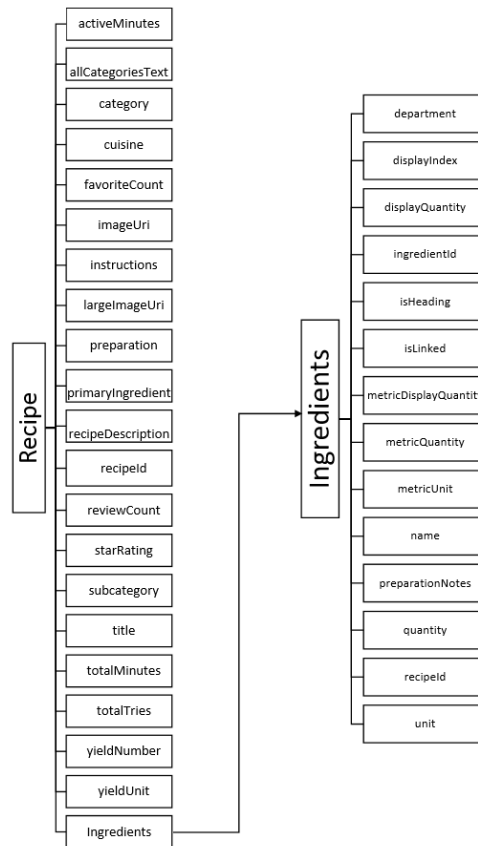 Recipe
activeMinutes
allCategoriesText
category
cuisine
favoriteCount
imageUri
instructions
largeImageUri
preparation
primaryIngredient
recipeDescription
recipeId
reviewCount
starRating
subcategory
title
totalMinutes
totalTries
yieldNumber
yieldUnit
Ingredients
Ingredients
department
displayIndex
displayQuantity
ingredientId
isHeading
isLinked
metricDisplayQuantity
metricQuantity
metricUnit
name
preparationNotes
quantity
recipeId
unit